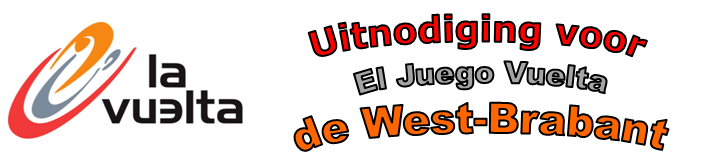 la
vuelta
Uitnodiging voor
El Juego Vuelta
de West-Brabant